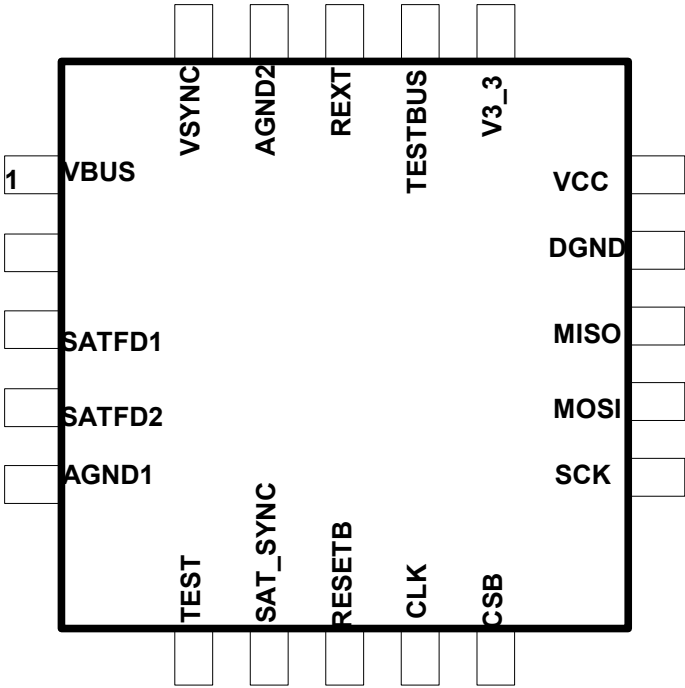 VSYNC
AGND2
REXT
TESTBUS
V3_3
1
VBUS
SATFD1
SATFD2
AGND1
VCC
DGND
MISO
MOSI
SCK
TEST
SAT_SYNC
RESETB
CLK
CSB